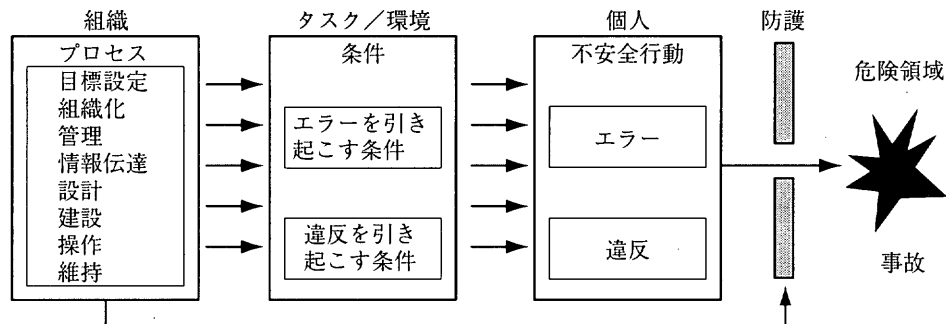 組織
プロセス
目標設定
組織化
管理
情報伝達
設計
建設
操作
維持
タスク／環境
条件
エラーを引き
起こす条件
違反を引き
起こす条件
個人
不安全行動
エラー
違反
防護
危険領域
事故